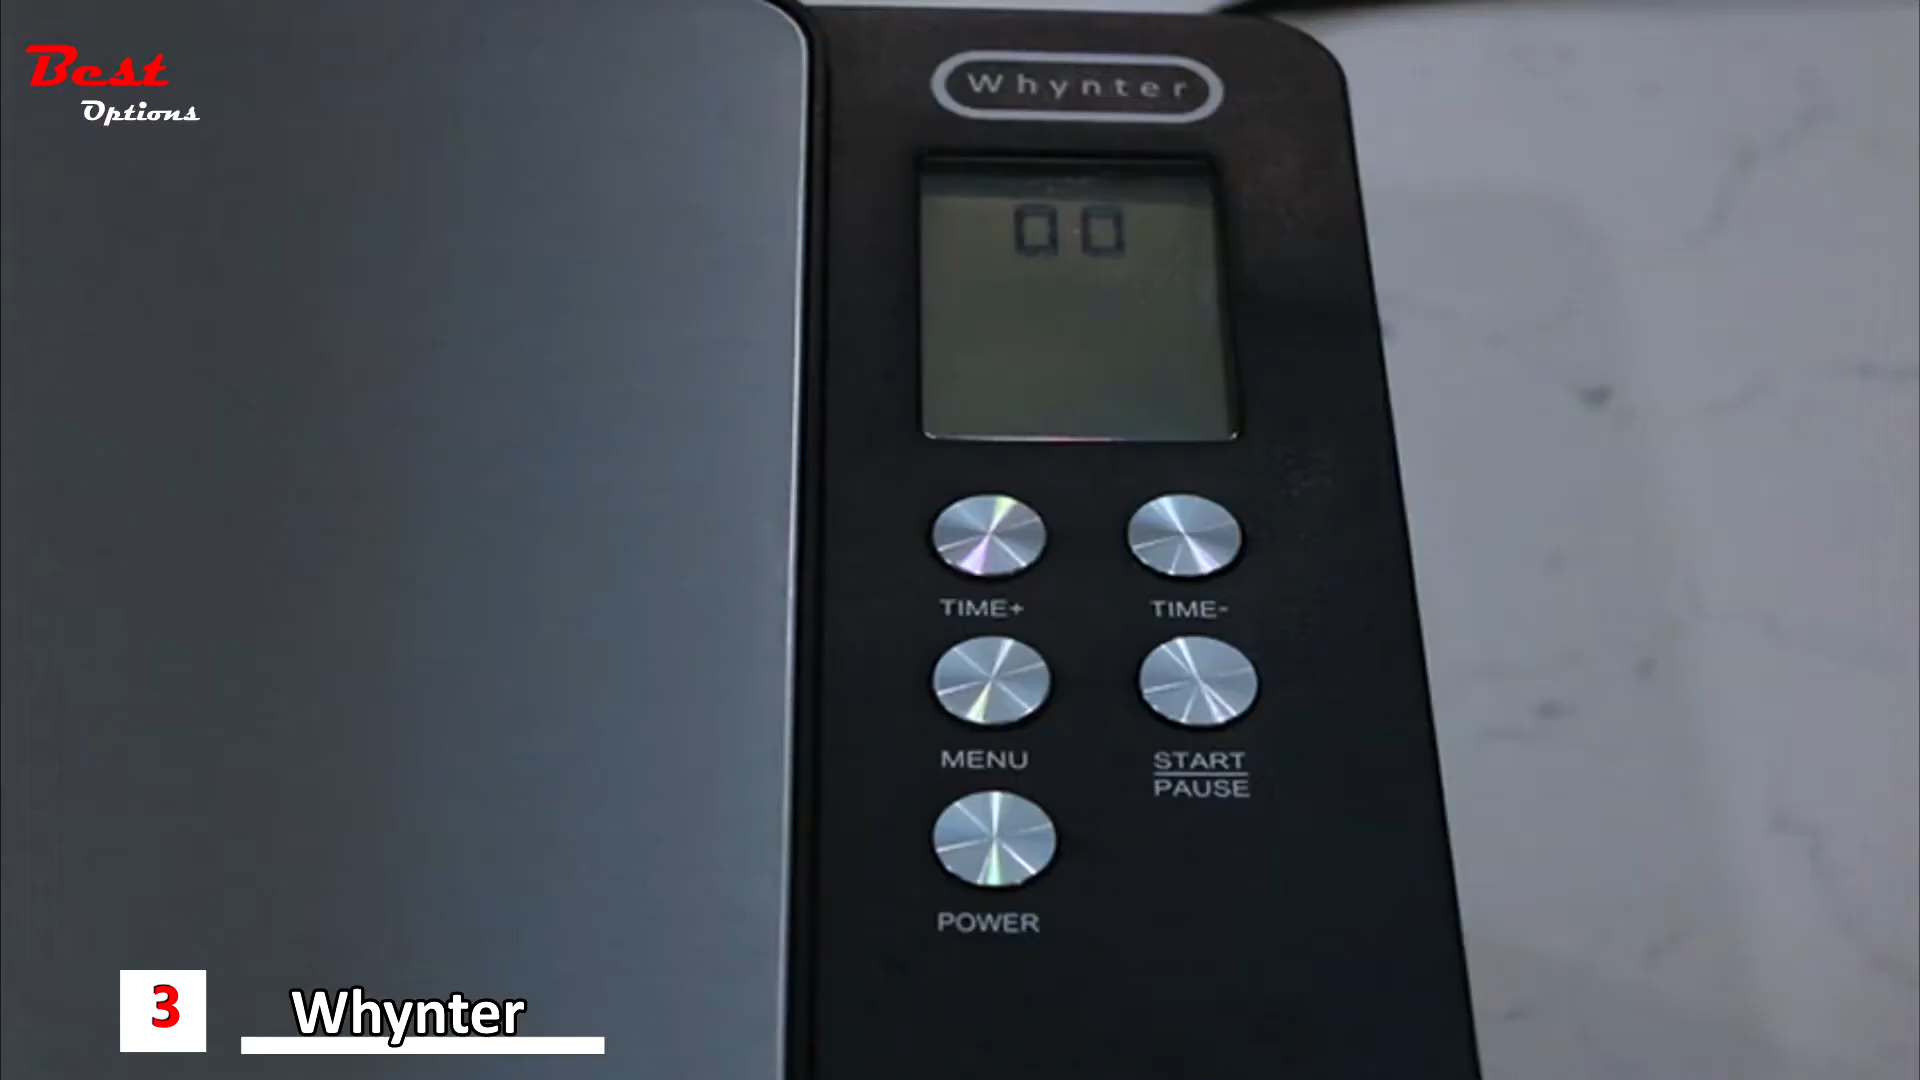 Best
Options
Whynter
00
TIME+ TIME-
MENU START
PAUSE
POWER
3 Whynter